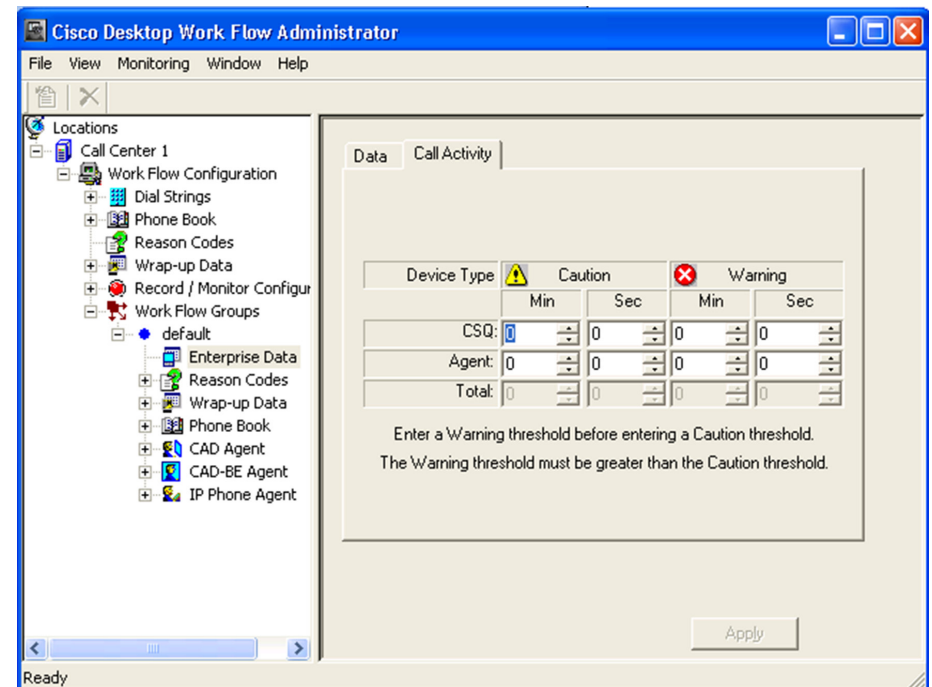 Cisco Desktop Work Flow Administrator
File View Monitoring Window Help
Locations
Call Center 1
Work Flow Configuration
Dial Strings
Phone Book
Reason Codes
Wrap-up Data
Record / Monitor Configur
Work Flow Groups
default
Enterprise Data
Reason Codes
Wrap-up Data
Phone Book
CAD Agent
CAD-BE Agent
IP Phone Agent
Data Call Activity
Device Type Caution Warning
Min Sec Min Sec
CSQ: 0 0 0 0
Agent: 0 0 0 0
Total: 0 0 0 0
Enter a Warning threshold before entering a Caution threshold.
The Warning threshold must be greater than the Caution threshold.
Apply
Ready